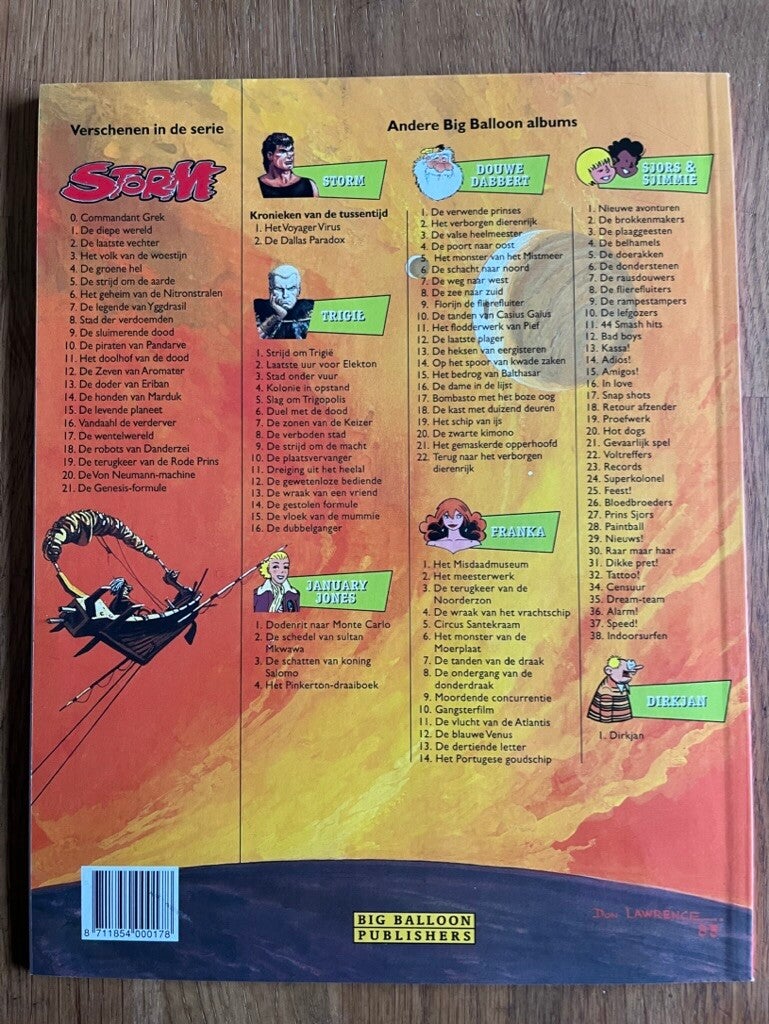 Verschenen in de serie
STORM
0. Commandant Grek
1. De diepe wereld
2. De laatste vechter
3. Het volk van de woestijn
4. De groene hel
5. De strijd om de aarde
6. Het geheim van de Nitronstralen
7. De legende van Yggdrasil
8. Stad der verdoemden
9. De sluimerende dood
10. De piraten van Pandarve
11. Het doolhof van de dood
12. De Zeven van Aromater
13. De doder van Eriban
14. De honden van Marduk
15. De levende planeet
16. Vandaahl de verderver
17. De wentelwereld
18. De robots van Danderzei
19. De terugkeer van de Rode Prins
20. De Von Neumann-machine
21. De Genesis-formule
Andere Big Balloon albums
STORM
Kronieken van de tussentijd
1. Het Voyager Virus
2. De Dallas Paradox
TRIGIË
1. Strijd om Trigië
2. Laatste uur voor Elekton
3. Stad onder vuur
4. Kolonie in opstand
5. Slag om Trigopolis
6. Duel met de dood
7. De zonen van de Keizer
8. De verboden stad
9. De strijd om de macht
10. De plaatsvervanger
11. Dreiging uit het heelal
12. De gewetenloze bediende
13. De wraak van een vriend
14. De gestolen formule
15. De vloek van de mummie
16. De dubbelganger
JANUARY
JONES
1. Dodenrit naar Monte Carlo
2. De schedel van sultan
Mkwawa
3. De schatten van koning
Salomo
4. Het Pinkerton-draaiboek
DOUWE
DABBERT
1. De verwende prinses
2. Het verborgen dierenrijk
3. De valse heelmeester
4. De poort naar oost
5. Het monster van het Mistmeer
6. De schacht naar noord
7. De weg naar west
8. De zee naar zuid
9. Florijn de flierefluiter
10. De tanden van Casius Gaius
11. Het flodderwerk van Pief
12. De laatste plager
13. De heksen van eergisteren
14. Op het spoor van kwade zaken
15. Het bedrog van Balthasar
16. De dame in de lijst
17. Bombasto met het boze oog
18. De kast met duizend deuren
19. Het schip van ijs
20. De zwarte kimono
21. Het gemaskerde opperhoofd
22. Terug naar het verborgen
dierenrijk
FRANKA
1. Het Misdaadmuseum
2. Het meesterwerk
3. De terugkeer van de
Noorderzon
4. De wraak van het vrachtschip
5. Circus Santekraam
6. Het monster van de
Moerplaat
7. De tanden van de draak
8. De ondergang van de
donderdraak
9. Moordende concurrentie
10. Gangsterfilm
11. De vlucht van de Atlantis
12. De blauwe Venus
13. De dertiende letter
14. Het Portugese goudschip
SJORS &
SJIMMIE
1. Nieuwe avonturen
2. De brokkenmakers
3. De plaaggeesten
4. De belhamels
5. De doerakken
6. De donderstenen
7. De rausdouwers
8. De flierefluiters
9. De rampestampers
10. De lefgozers
11. 44 Smash hits
12. Bad boys
13. Kassa!
14. Adios!
15. Amigos!
16. In love
17. Snap shots
18. Retour afzender
19. Proefwerk
20. Hot dogs
21. Gevaarlijk spel
22. Voltreffers
23. Records
24. Superkolonel
25. Feest!
26. Bloedbroeders
27. Prins Sjors
28. Paintball
29. Nieuws!
30. Raar maar haar
31. Dikke pret!
32. Tattoo!
34. Censuur
35. Dream-team
36. Alarm!
37. Speed!
38. Indoorsurfen
DIRKJAN
1. Dirkjan
8 711854 000178
BIG BALLOON
PUBLISHERS
DON LAWRENCE